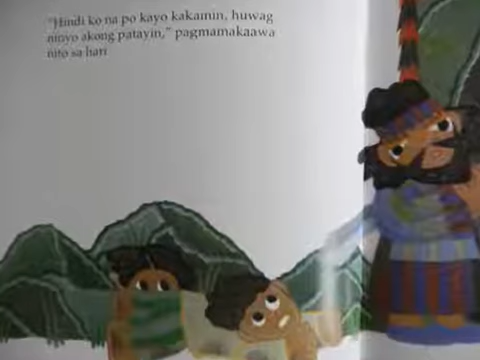 "Hindi ko na po kayo kakainin, huwag
ninyo akong patayin," pagmamakaawa
nito sa hari